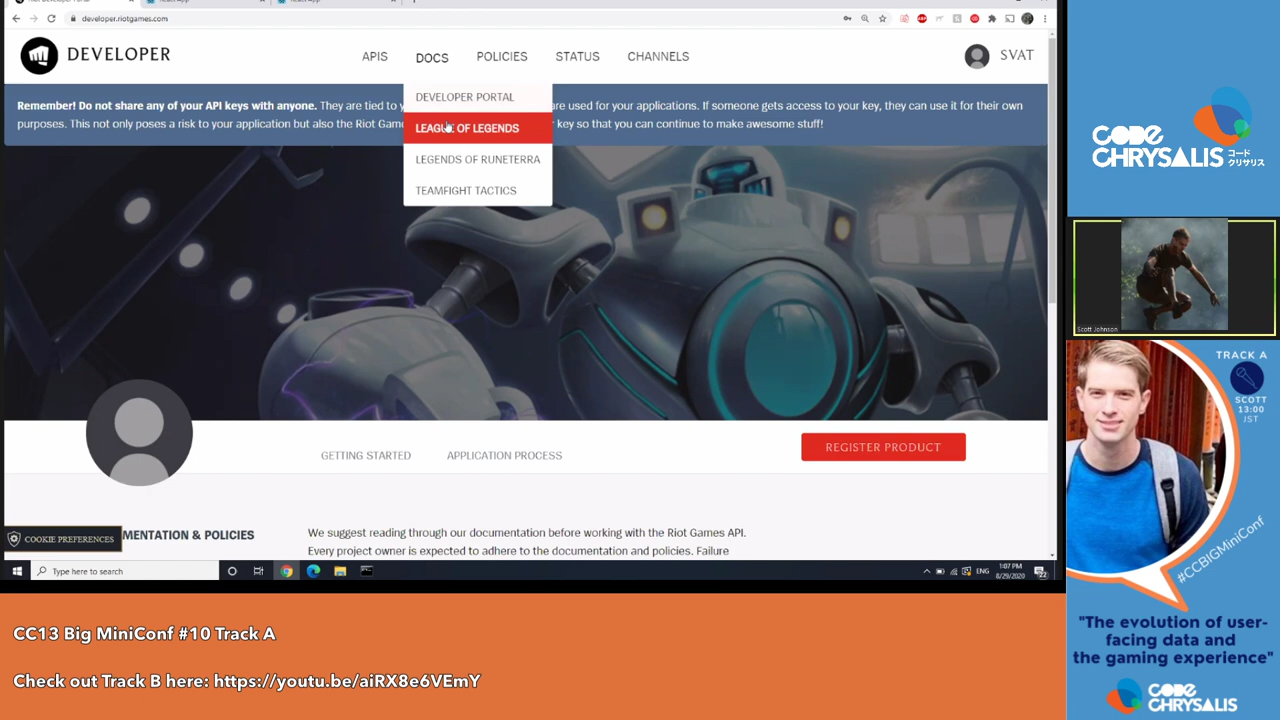 developer.riotgames.com
DEVELOPER
APIS
DOCS
POLICIES
STATUS
CHANNELS
SVAT
DEVELOPER PORTAL
LEAGUE OF LEGENDS
LEGENDS OF RUNETERRA
TEAMFIGHT TACTICS
Remember! Do not share any of your API keys with anyone. They are tied to y are used for your applications. If someone gets access to your key, they can use it for their own
purposes. This not only poses a risk to your application but also the Riot Gam key so that you can continue to make awesome stuff!
GETTING STARTED
APPLICATION PROCESS
REGISTER PRODUCT
COOKIE PREFERENCES
MENTATION & POLICIES
We suggest reading through our documentation before working with the Riot Games API.
Every project owner is expected to adhere to the documentation and policies. Failure
Type here to search
ENG
1:07 PM
8/29/2020
22
CODE
CHRYSALIS
コード
クリサリス
Scott Johnson
TRACK A
SCOTT
13:00
JST
#CCBIGMiniConf
"The evolution of user-
facing data and
the gaming experience"
CODE
CHRYSALIS
CC13 Big MiniConf #10 Track A
Check out Track B here: https://youtu.be/aiRX8e6VEmY